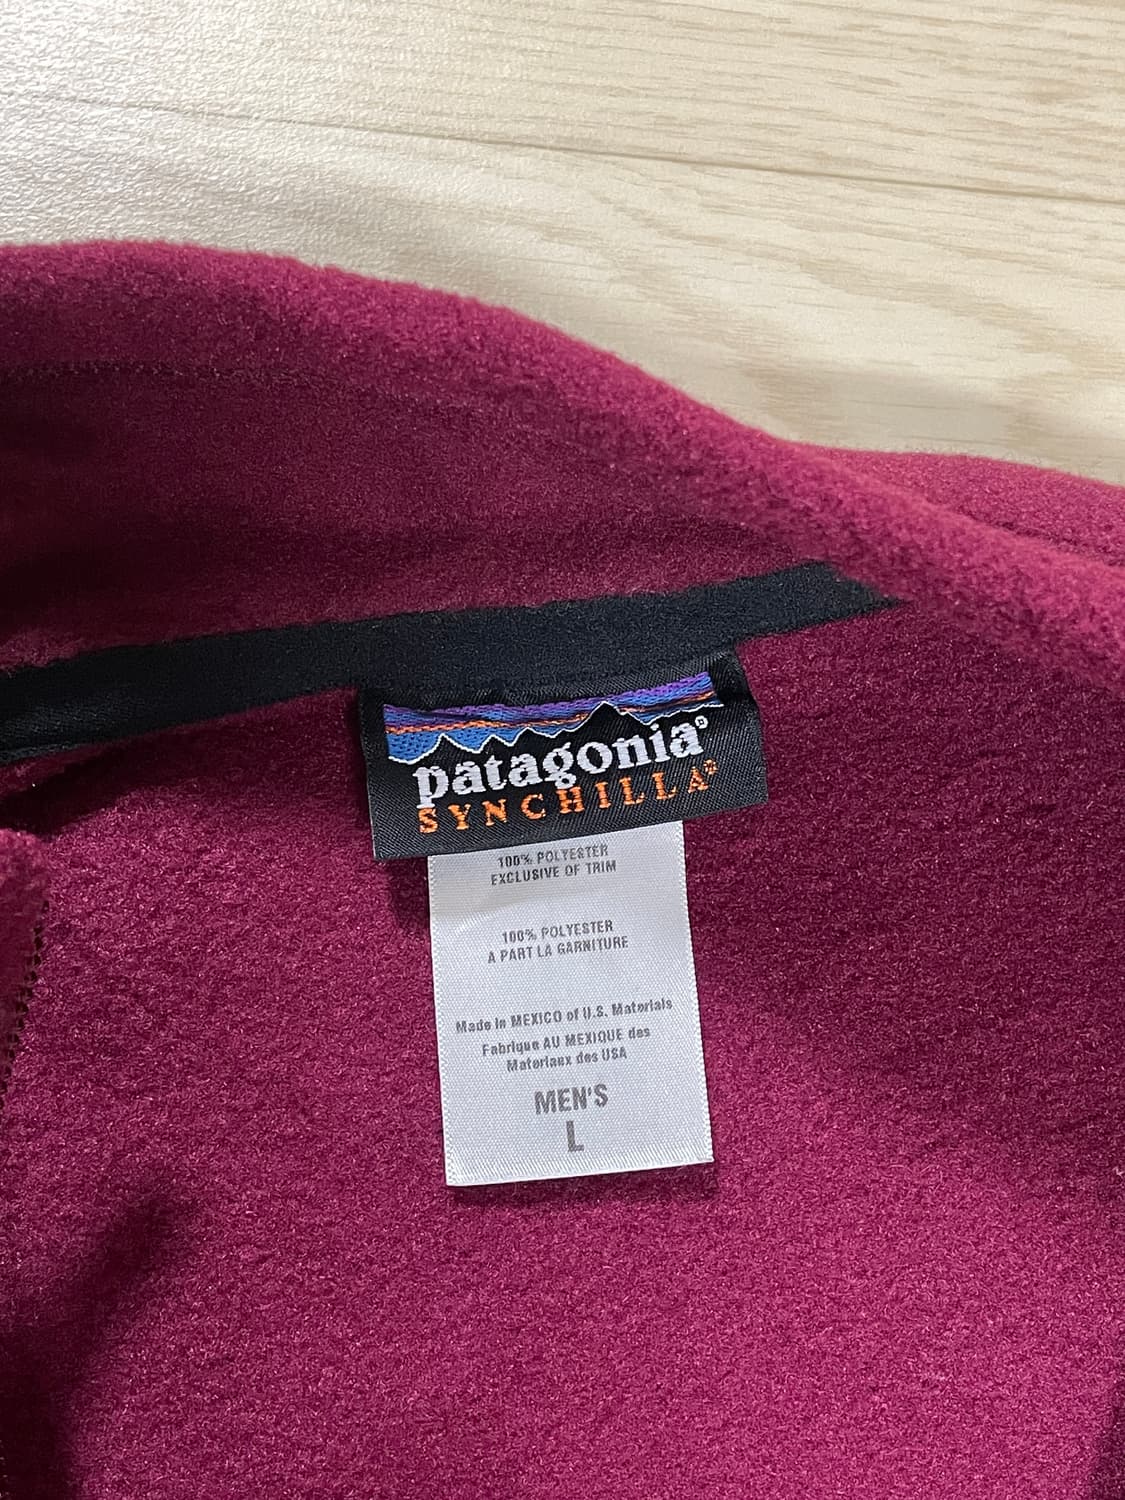 patagonia®
SYNCHILLA®
100% POLYESTER
EXCLUSIVE OF TRIM
100% POLYESTER
A PART LA GARNITURE
Made in MEXICO of U.S. Materials
Fabrique AU MEXIQUE des
Materiaux des USA
MEN'S
L